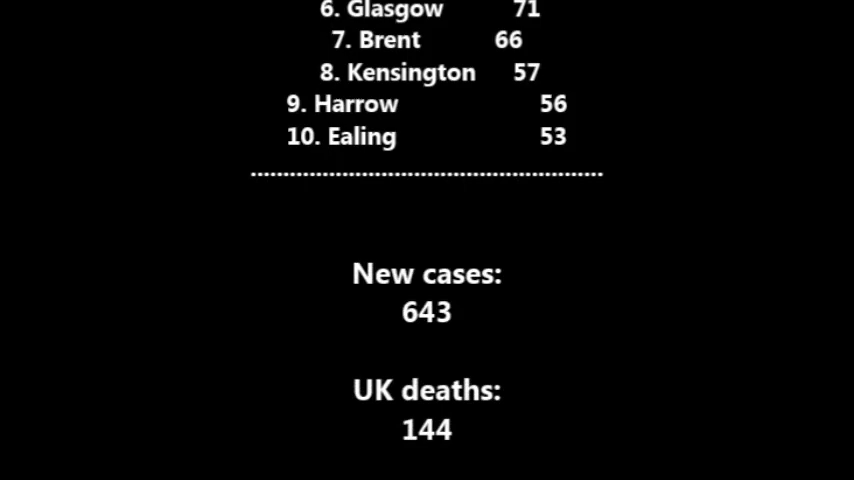 6. Glasgow 71
7. Brent 66
8. Kensington 57
9. Harrow 56
10. Ealing 53
......................................................
New cases:
643
UK deaths:
144